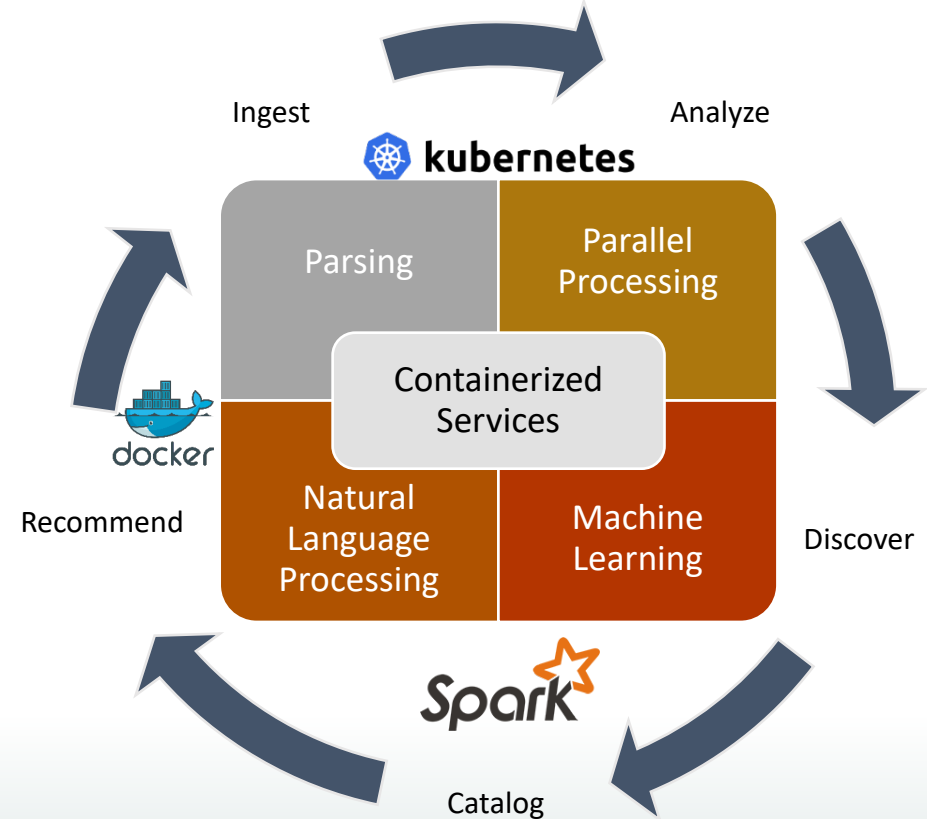 Ingest
Analyze
kubernetes
Parsing
Parallel
Processing
Containerized
Services
docker
Natural
Language
Processing
Machine
Learning
Recommend
Discover
Spark
Catalog